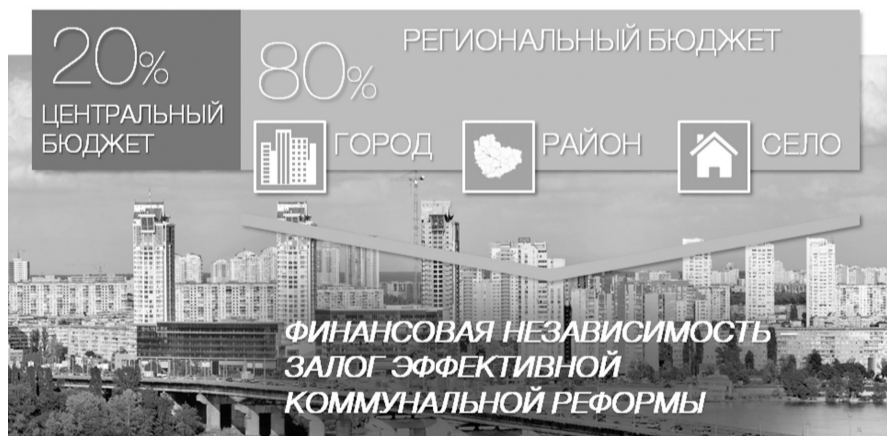 20%
ЦЕНТРАЛЬНЫЙ
БЮДЖЕТ
80%
РЕГИОНАЛЬНЫЙ БЮДЖЕТ
ГОРОД
РАЙОН
СЕЛО
ФИНАНСОВАЯ НЕЗАВИСИМОСТЬ
ЗАЛОГ ЭФФЕКТИВНОЙ
КОММУНАЛЬНОЙ РЕФОРМЫ